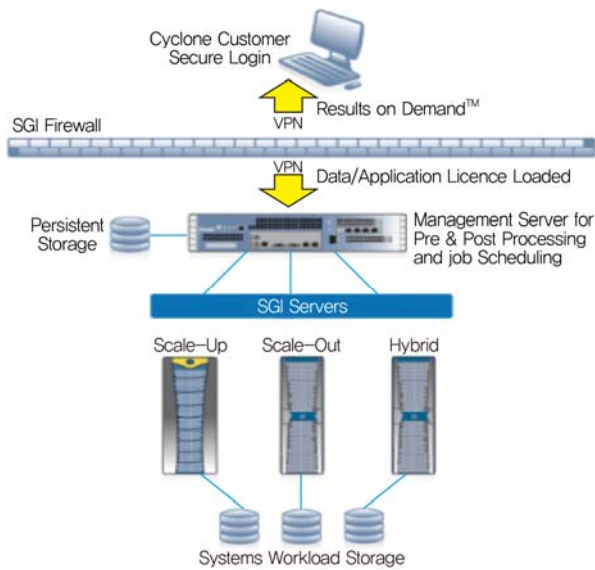 Cyclone Customer
Secure Login
Results on Demand™
VPN
SGI Firewall
VPN
Data/Application Licence Loaded
Persistent
Storage
Management Server for
Pre & Post Processing
and job Scheduling
SGI Servers
Scale-Up
Scale-Out
Hybrid
Systems Workload Storage